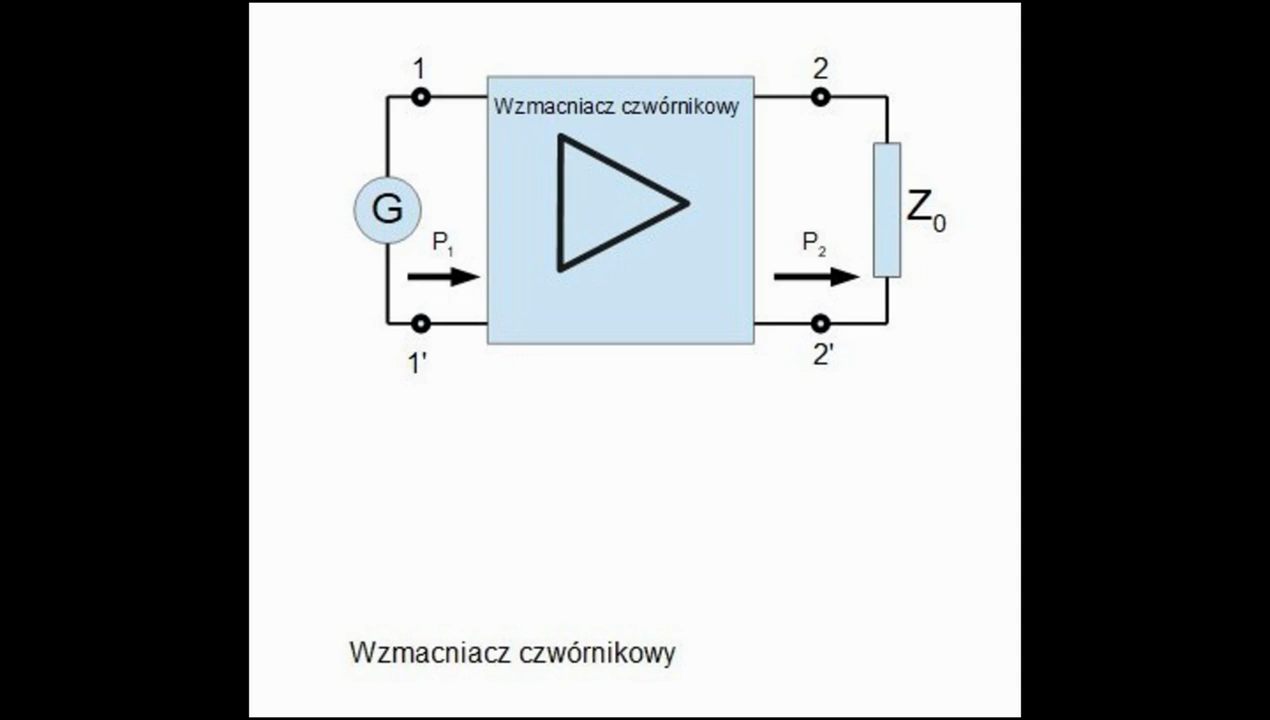 1
2
Wzmacniacz czwórnikowy
G
Z₀
P₁
P₂
1'
2'
Wzmacniacz czwórnikowy